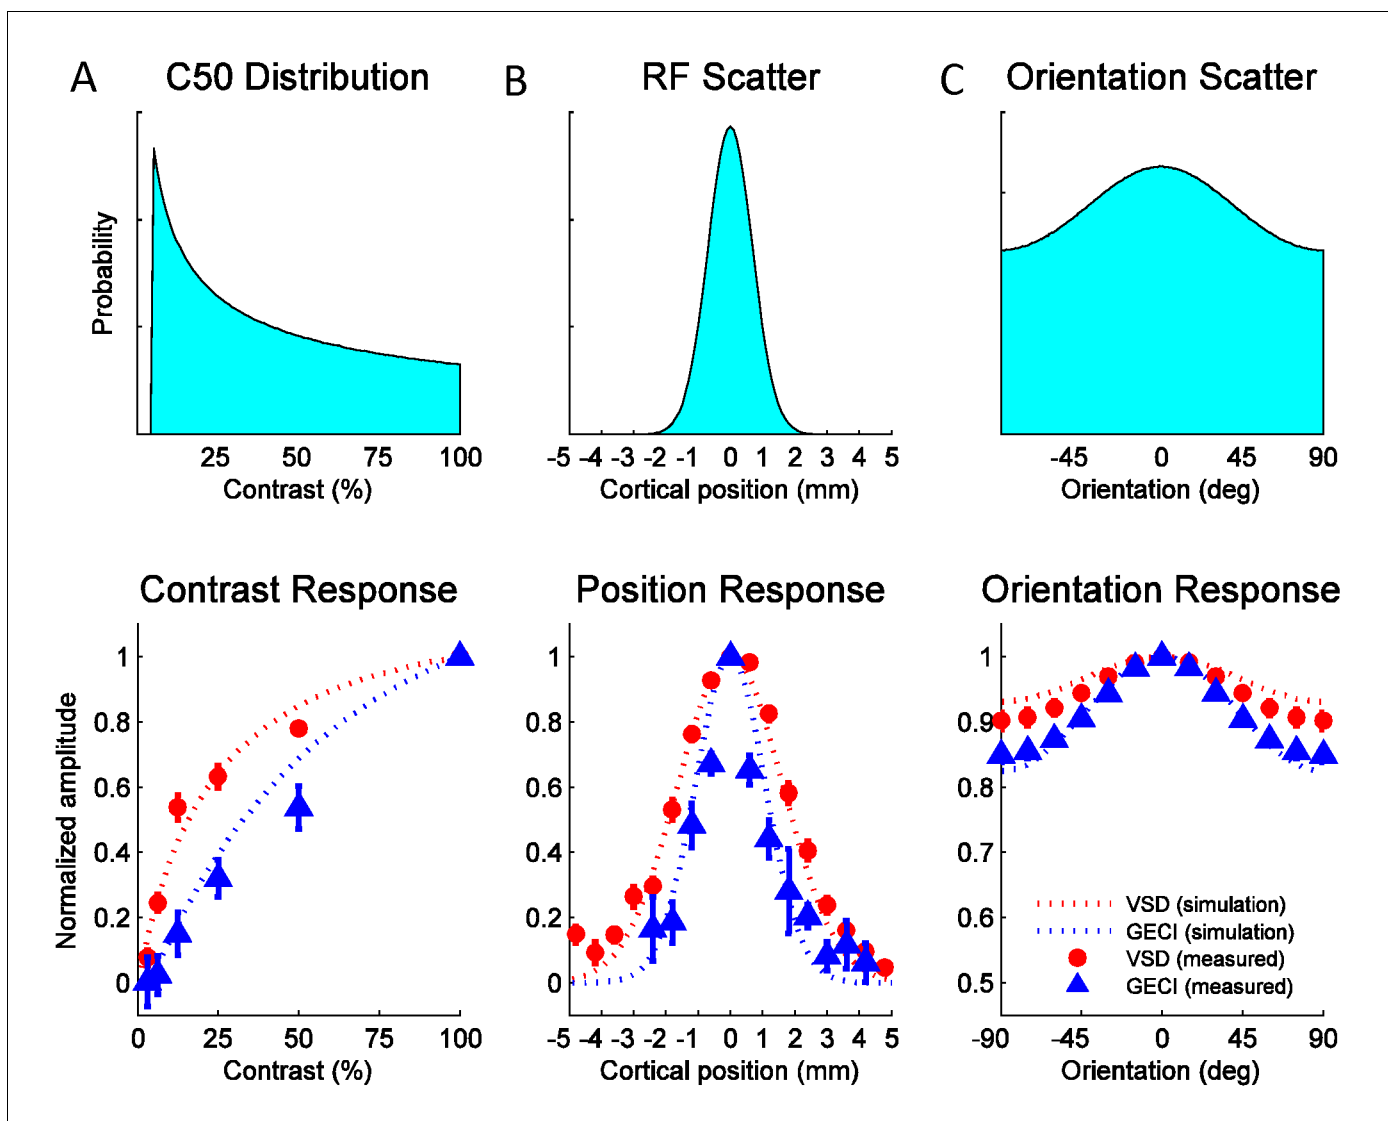 A C50 Distribution
Probability
25 50 75 100
Contrast (%)
B RF Scatter
-5 -4 -3 -2 -1 0 1 2 3 4 5
Cortical position (mm)
C Orientation Scatter
-45 0 45 90
Orientation (deg)
Contrast Response
Normalized amplitude
1
0.8
0.6
0.4
0.2
0
0 25 50 75 100
Contrast (%)
Position Response
1
0.8
0.6
0.4
0.2
0
-5 -4 -3 -2 -1 0 1 2 3 4 5
Cortical position (mm)
Orientation Response
1
0.9
0.8
0.7
0.6
0.5
VSD (simulation)
GECI (simulation)
VSD (measured)
GECI (measured)
-90 -45 0 45 90
Orientation (deg)